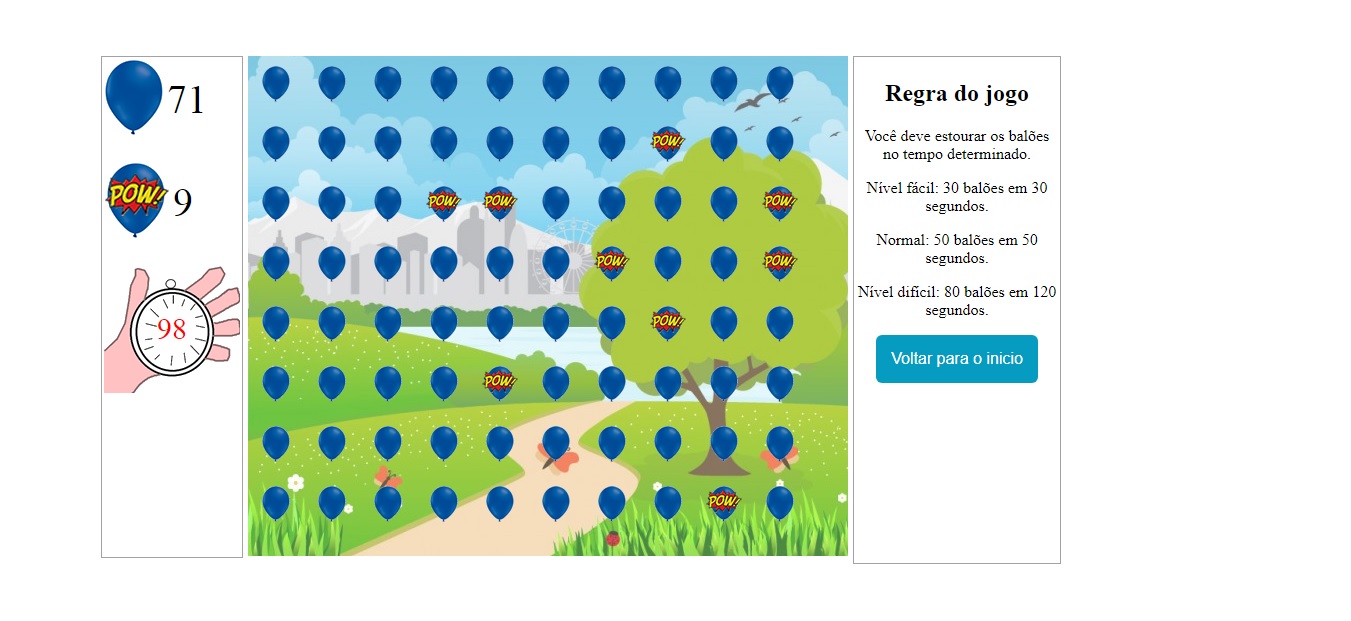 71
POW!
9
98
POW!
POW!
POW!
POW!
POW!
POW!
POW!
POW!
POW!
Regra do jogo
Você deve estourar os balões
no tempo determinado.
Nível fácil: 30 balões em 30
segundos.
Normal: 50 balões em 50
segundos.
Nível difícil: 80 balões em 120
segundos.
Voltar para o inicio